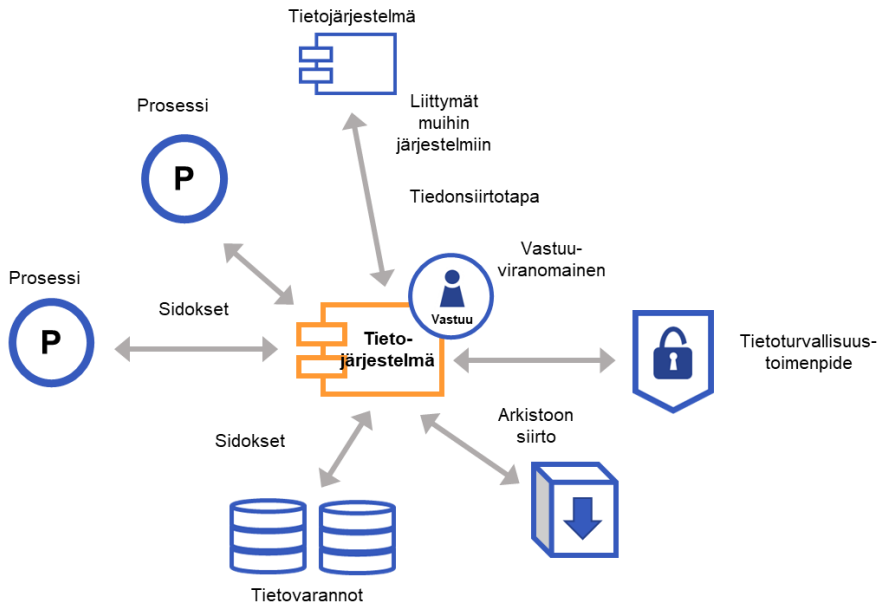 Tietojärjestelmä
Prosessi
P
Liittymät
muihin
järjestelmiin
Tiedonsiirtotapa
Vastuu-
viranomainen
Vastuu
Prosessi
P
Sidokset
Tieto-
järjestelmä
Tietoturvallisuus-
toimenpide
Arkistoon
siirto
Sidokset
Tietovarannot